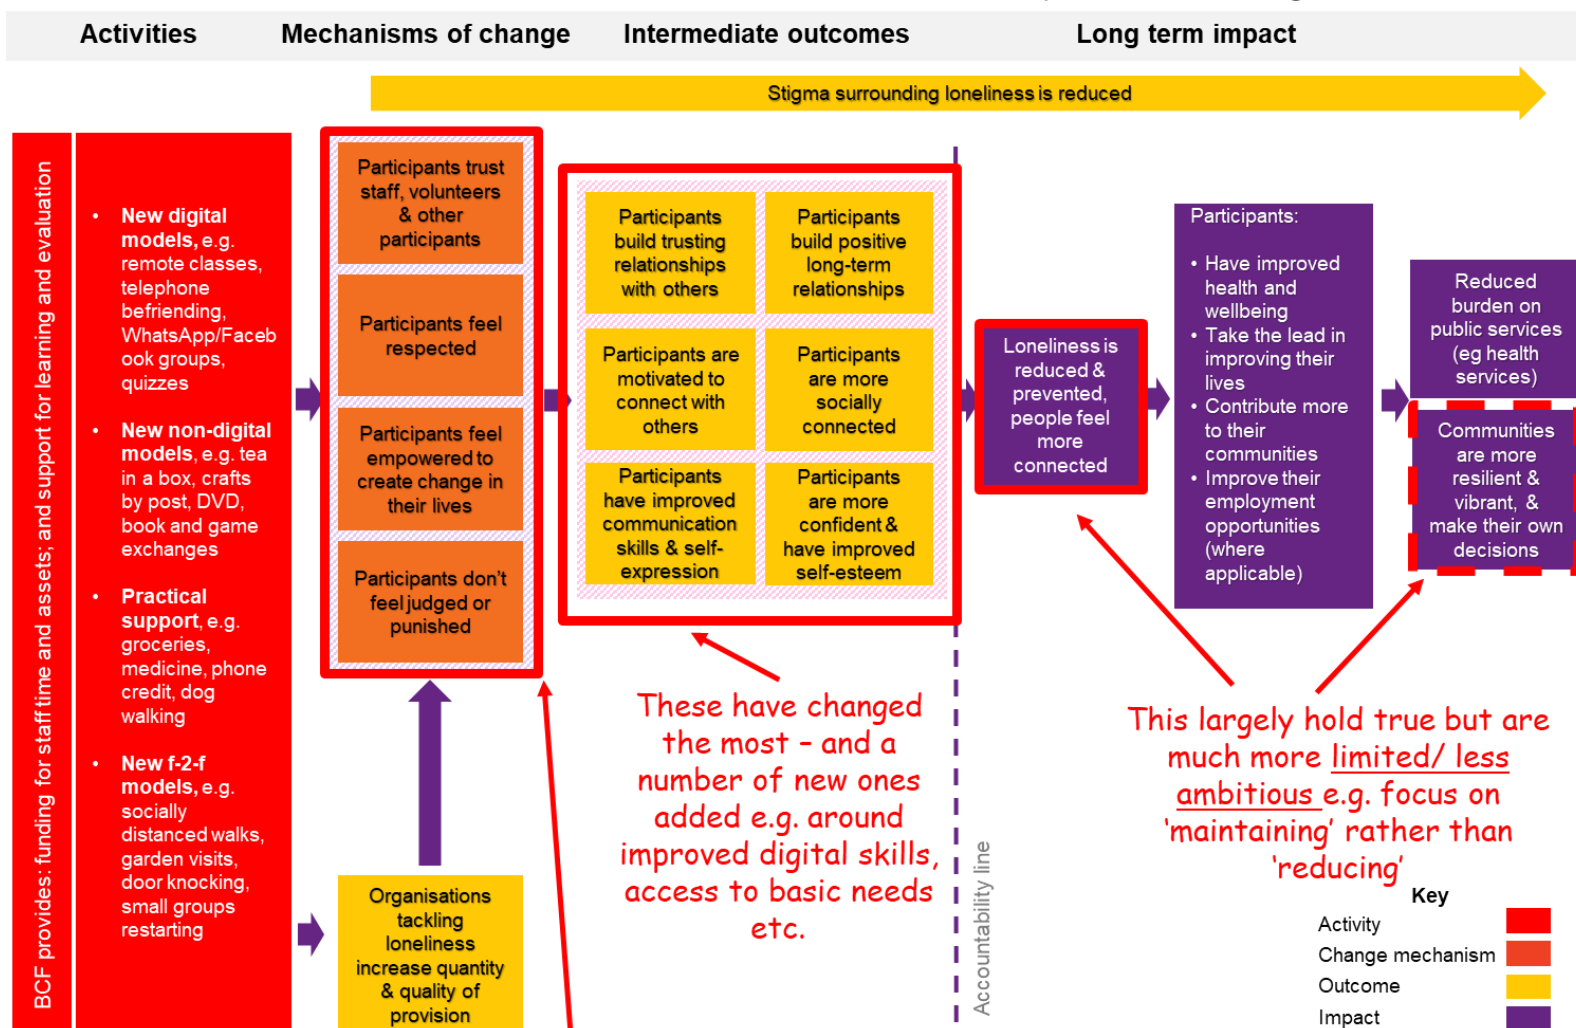 Activities
Mechanisms of change
Intermediate outcomes
Long term impact
Stigma surrounding loneliness is reduced
BCF provides: funding for staff time and assets; and support for learning and evaluation
• New digital
models, e.g.
remote classes,
telephone
befriending,
WhatsApp/Faceb
ook groups,
quizzes
• New non-digital
models, e.g. tea
in a box, crafts
by post, DVD,
book and game
exchanges
• Practical
support, e.g.
groceries,
medicine, phone
credit, dog
walking
• New f-2-f
models, e.g.
socially
distanced walks,
garden visits,
door knocking,
small groups
restarting
Participants trust
staff, volunteers
& other
participants
Participants feel
respected
Participants feel
empowered to
create change in
their lives
Participants don't
feel judged or
punished
Organisations
tackling
loneliness
increase quantity
& quality of
provision
Participants
build trusting
relationships
with others
Participants
build positive
long-term
relationships
Participants are
motivated to
connect with
others
Participants
are more
socially
connected
Participants
have improved
communication
skills & self-
expression
Participants
are more
confident &
have improved
self-esteem
These have changed
the most – and a
number of new ones
added e.g. around
improved digital skills,
access to basic needs
etc.
Accountability line
Loneliness is
reduced &
prevented,
people feel
more
connected
Participants:
• Have improved
health and
wellbeing
• Take the lead in
improving their
lives
• Contribute more
to their
communities
• Improve their
employment
opportunities
(where
applicable)
Reduced
burden on
public services
(eg health
services)
Communities
are more
resilient &
vibrant, &
make their own
decisions
This largely hold true but are
much more limited/ less
ambitious e.g. focus on
'maintaining' rather than
'reducing'
Key
Activity
Change mechanism
Outcome
Impact